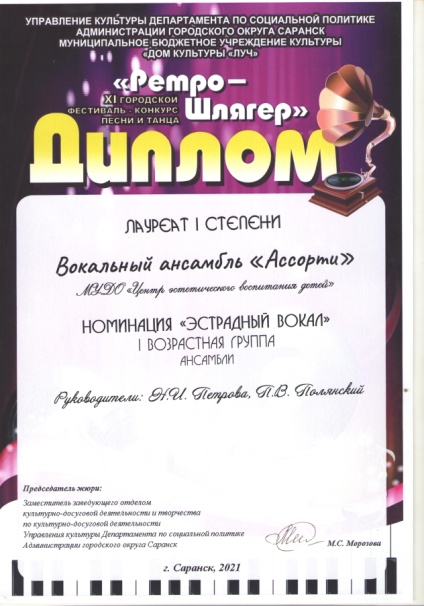 УПРАВЛЕНИЕ КУЛЬТУРЫ ДЕПАРТАМЕНТА ПО СОЦИАЛЬНОЙ ПОЛИТИКЕ
АДМИНИСТРАЦИИ ГОРОДСКОГО ОКРУГА САРАНСК
МУНИЦИПАЛЬНОЕ БЮДЖЕТНОЕ УЧРЕЖДЕНИЕ КУЛЬТУРЫ
«ДОМ КУЛЬТУРЫ «ЛУЧ»
«Ретро-
Шлягер»
XI ГОРОДСКОЙ
ФЕСТИВАЛЬ - КОНКУРС
ПЕСНИ И ТАНЦА
ДИПЛОМ
ЛАУРЕАТ I СТЕПЕНИ
Вокальный ансамбль «Ассорти»
МУДО «Центр эстетического воспитания детей»
НОМИНАЦИЯ «ЭСТРАДНЫЙ ВОКАЛ»
I ВОЗРАСТНАЯ ГРУППА
АНСАМБЛИ
Руководители: Н.И. Петрова, П.В. Полянский
Председатель жюри:
Заместитель заведующего отделом
культурно-досуговой деятельности и творчества
по культурно-досуговой деятельности
Управления культуры Департамента по социальной политике
Администрации городского округа Саранск
М.С. Морозова
г. Саранск, 2021